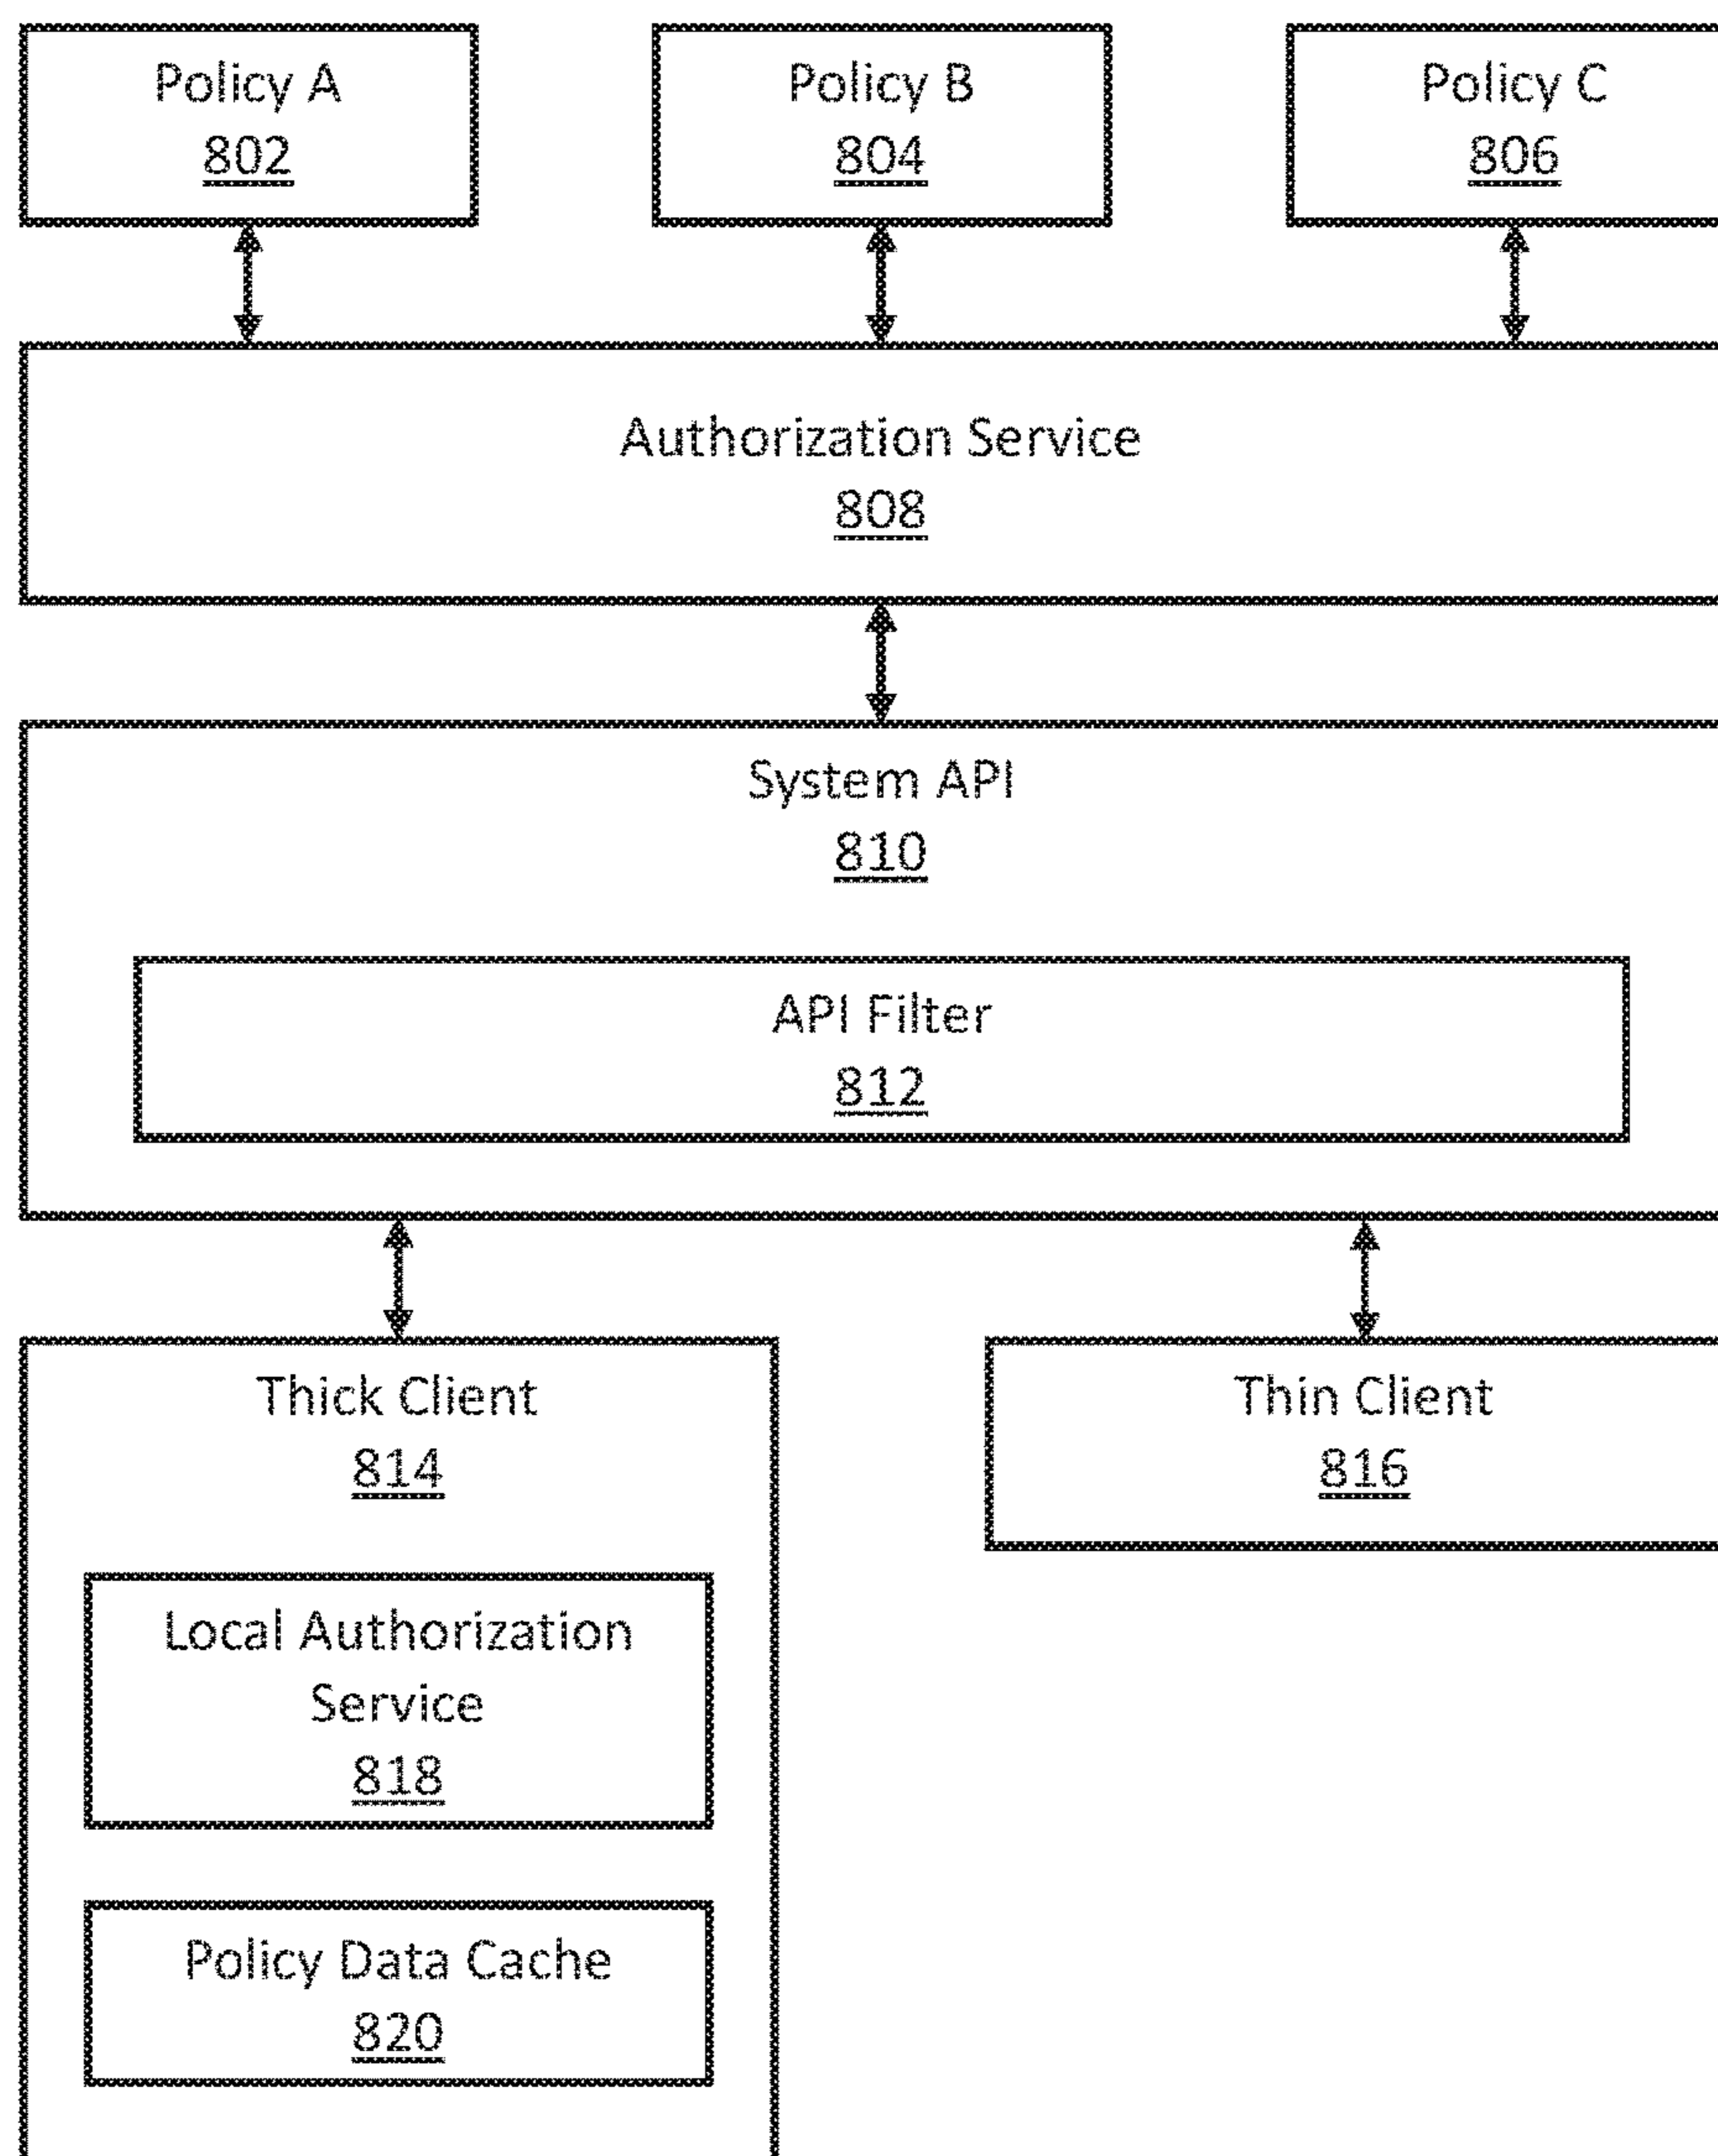 Policy A
802
Policy B
804
Policy C
806
Authorization Service
808
System API
810
API Filter
812
Thick Client
814
Thin Client
816
Local Authorization
Service
818
Policy Data Cache
820